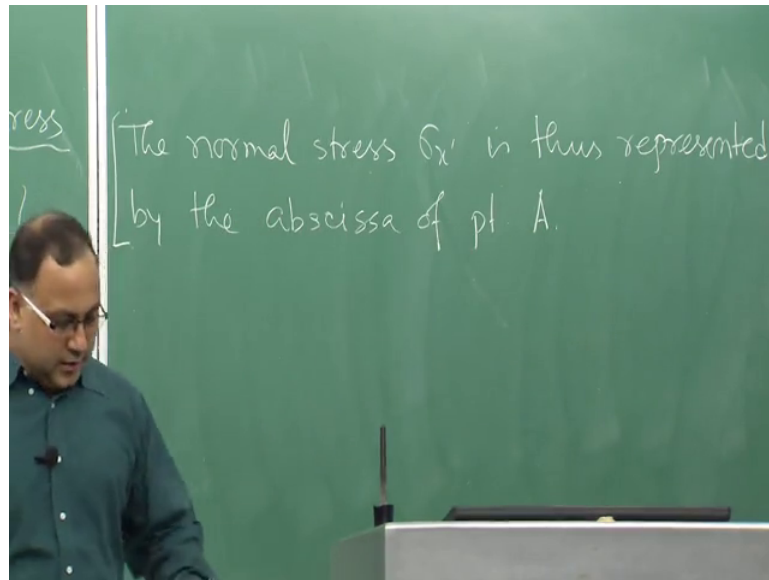 ress
The normal stress σx' is thus represented
by the abscissa of pt A.